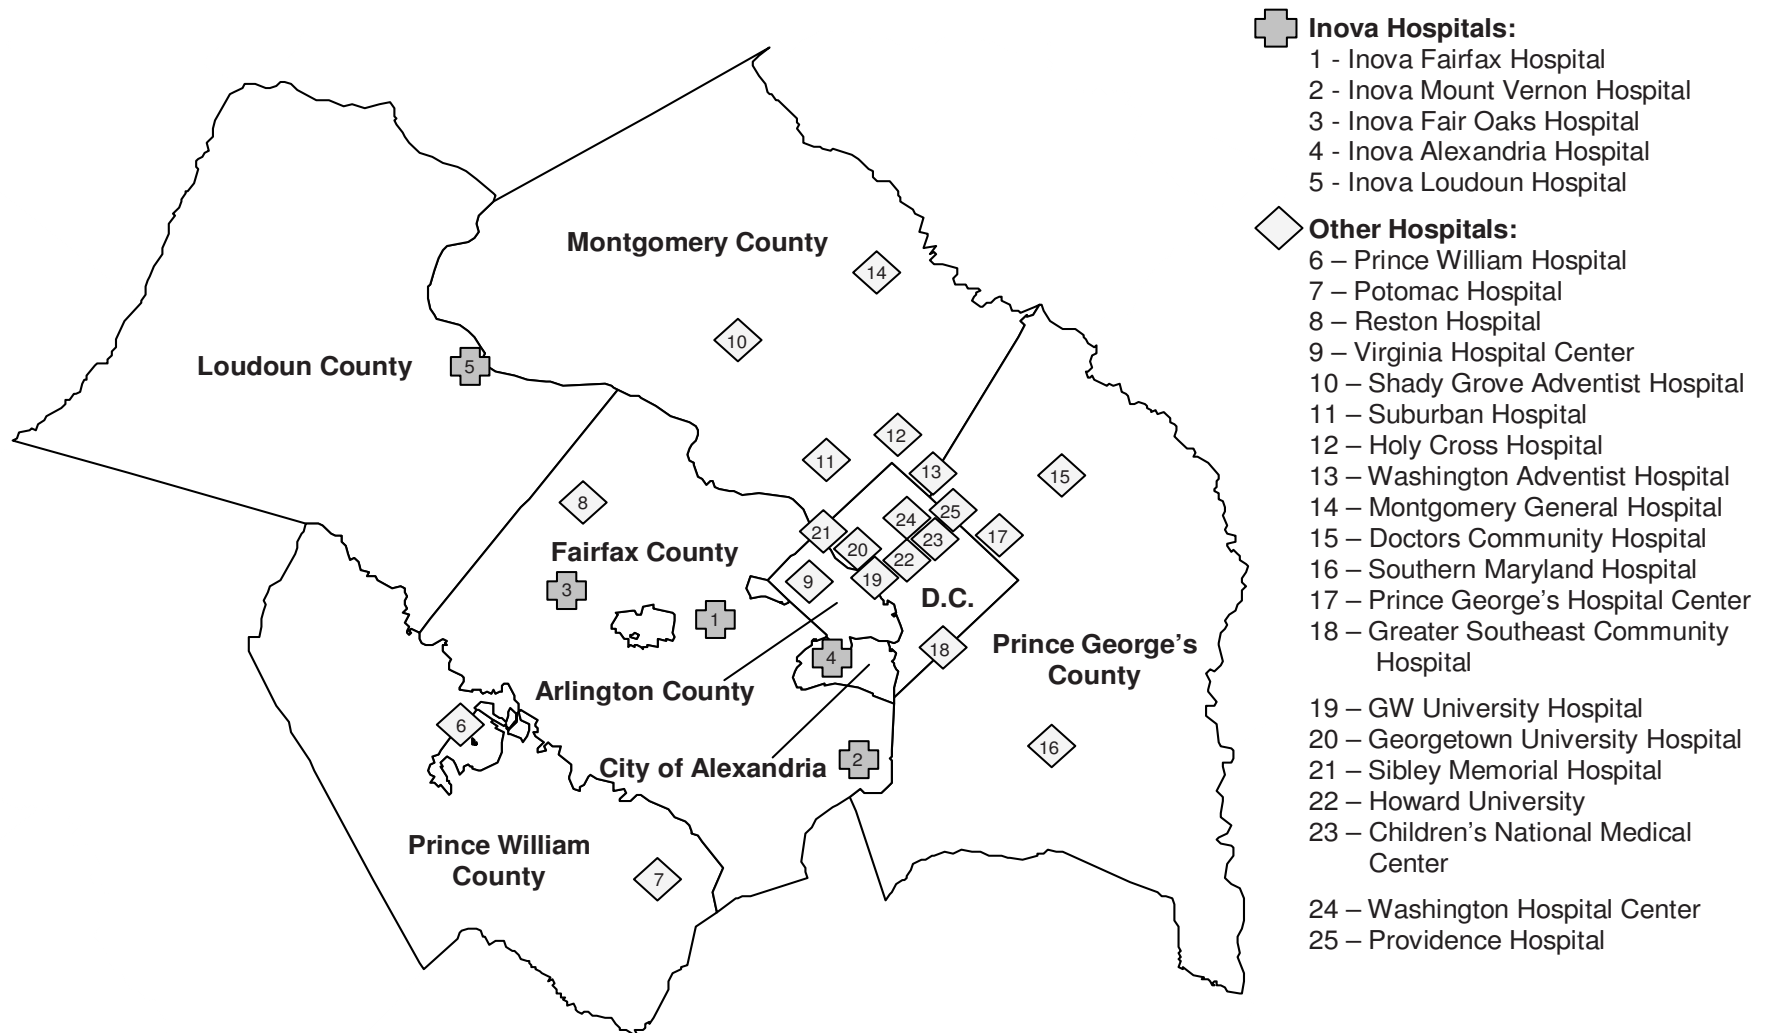 Inova Hospitals:
1 - Inova Fairfax Hospital
2 - Inova Mount Vernon Hospital
3 - Inova Fair Oaks Hospital
4 - Inova Alexandria Hospital
5 - Inova Loudoun Hospital
Other Hospitals:
6 – Prince William Hospital
7 – Potomac Hospital
8 – Reston Hospital
9 – Virginia Hospital Center
10 – Shady Grove Adventist Hospital
11 – Suburban Hospital
12 – Holy Cross Hospital
13 – Washington Adventist Hospital
14 – Montgomery General Hospital
15 – Doctors Community Hospital
16 – Southern Maryland Hospital
17 – Prince George’s Hospital Center
18 – Greater Southeast Community
Hospital
19 – GW University Hospital
20 – Georgetown University Hospital
21 – Sibley Memorial Hospital
22 – Howard University
23 – Children’s National Medical
Center
24 – Washington Hospital Center
25 – Providence Hospital
Montgomery County
14
10
Loudoun County
5
12
11
13
15
8
25
24
21
17
23
Fairfax County
20
22
19
9
3
D.C.
1
Prince George’s
County
18
4
Arlington County
6
16
2
City of Alexandria
Prince William
County
7